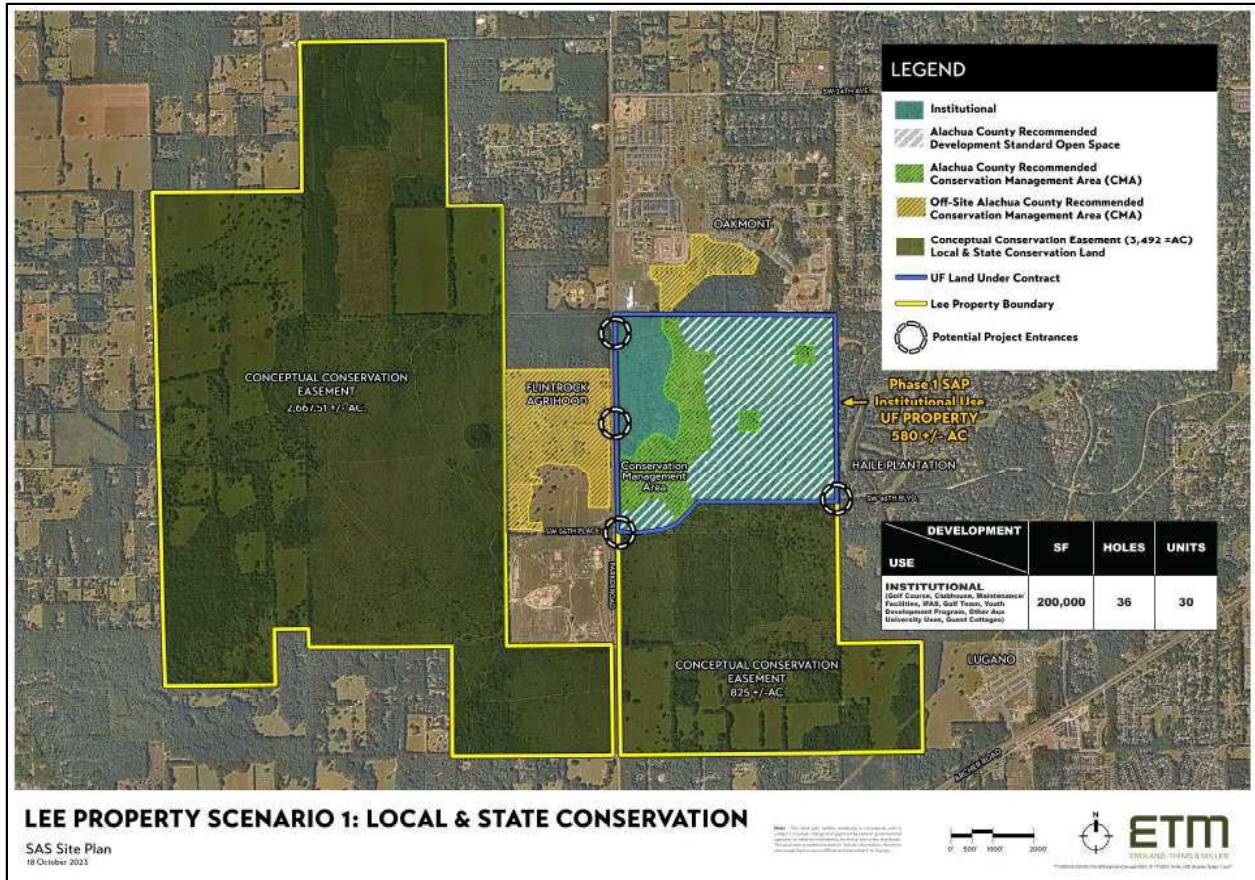 LEGEND
Institutional
Alachua County Recommended
Development Standard Open Space
Alachua County Recommended
Conservation Management Area (CMA)
Off-Site Alachua County Recommended
Conservation Management Area (CMA)
Conceptual Conservation Easement (3,492 ±AC)
Local & State Conservation Land
UF Land Under Contract
Lee Property Boundary
Potential Project Entrances
SW 24TH AVE.
OAKMONT
CONCEPTUAL CONSERVATION
EASEMENT
2,667.51 +/- AC.
FLINTROCK
AGRIHOOD
Phase 1 SAP
Institutional Use
UF PROPERTY
580 +/- AC
Conservation
Management
Area
HAILE PLANTATION
SW 46TH BLVD.
SW 56TH PLACE
PARKER ROAD
CONCEPTUAL CONSERVATION
EASEMENT
825 +/-AC
LUGANO
ARCHER ROAD
DEVELOPMENT
USE
SF
HOLES
UNITS
INSTITUTIONAL
(Golf Course, Clubhouse, Maintenance/
Facilities, IFAS, Golf Team, Youth
Development Program, Other Aux
University Uses, Guest Cottages)
200,000
36
30
LEE PROPERTY SCENARIO 1: LOCAL & STATE CONSERVATION
SAS Site Plan
18 October 2023
0' 500' 1000' 2000'
N
ETM
ENGLAND-THIMS & MILLER